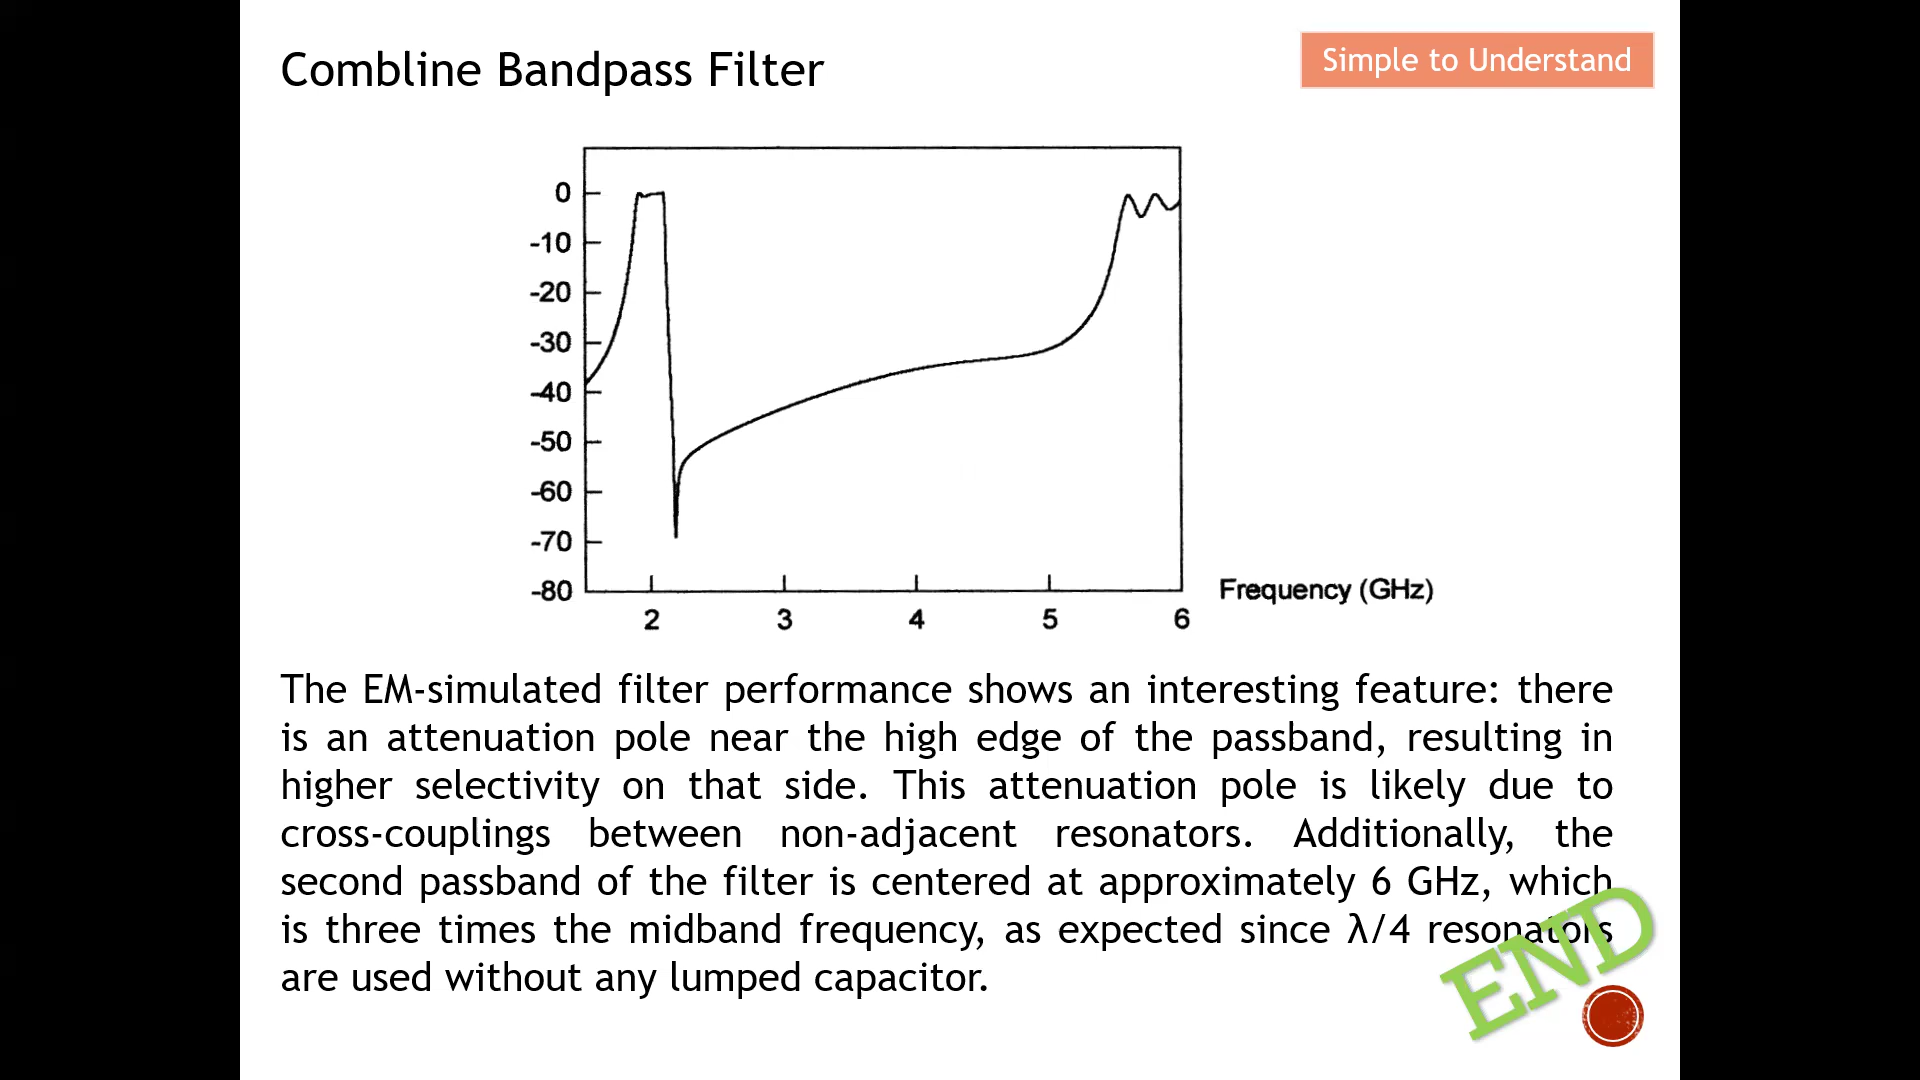 Combline Bandpass Filter
Simple to Understand
0
-10
-20
-30
-40
-50
-60
-70
-80
2 3 4 5 6
Frequency (GHz)
The EM-simulated filter performance shows an interesting feature: there
is an attenuation pole near the high edge of the passband, resulting in
higher selectivity on that side. This attenuation pole is likely due to
cross-couplings between non-adjacent resonators. Additionally, the
second passband of the filter is centered at approximately 6 GHz, which
is three times the midband frequency, as expected since λ/4 resonators
are used without any lumped capacitor.
END